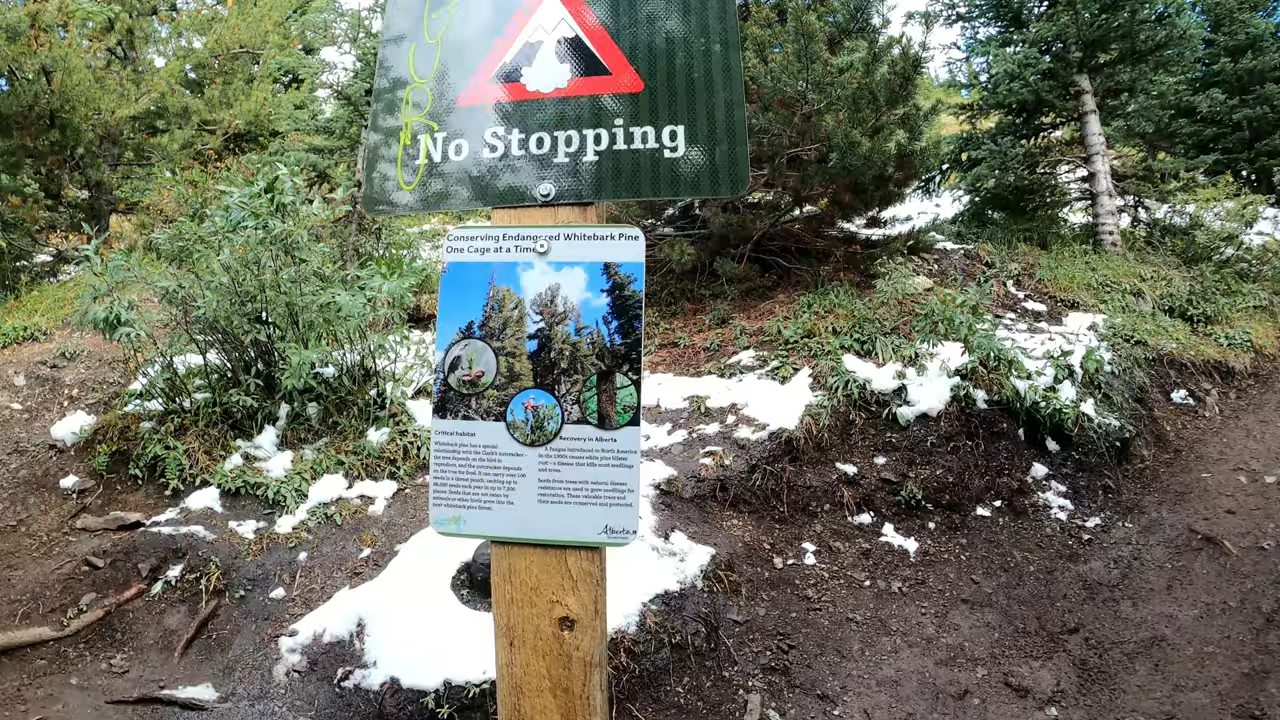 No Stopping
Conserving Endangered Whitebark Pine
One Cage at a Time
Critical habitat
Whitebark pine has a special
relationship with the Clark's nutcracker –
the tree depends on the bird to
reproduce, and the nutcracker depends
on the tree for food. It can carry over 100
seeds in a throat pouch, caching up to
98,000 seeds each year in up to 7,500
places. Seeds that are not eaten by
animals or other birds grow into the
next whitebark pine forest.
Recovery in Alberta
A fungus introduced to North America
in the 1900s causes white pine blister
rust – a disease that kills most seedlings
and trees.
Seeds from trees with natural disease
resistance are used to grow seedlings for
restoration. These valuable trees and
their seeds are conserved and protected.
Alberta
Government